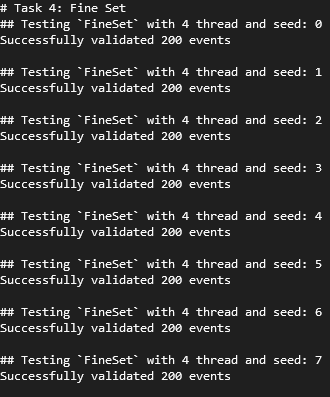 # Task 4: Fine Set
## Testing `FineSet` with 4 thread and seed: 0
Successfully validated 200 events
## Testing `FineSet` with 4 thread and seed: 1
Successfully validated 200 events
## Testing `FineSet` with 4 thread and seed: 2
Successfully validated 200 events
## Testing `FineSet` with 4 thread and seed: 3
Successfully validated 200 events
## Testing `FineSet` with 4 thread and seed: 4
Successfully validated 200 events
## Testing `FineSet` with 4 thread and seed: 5
Successfully validated 200 events
## Testing `FineSet` with 4 thread and seed: 6
Successfully validated 200 events
## Testing `FineSet` with 4 thread and seed: 7
Successfully validated 200 events